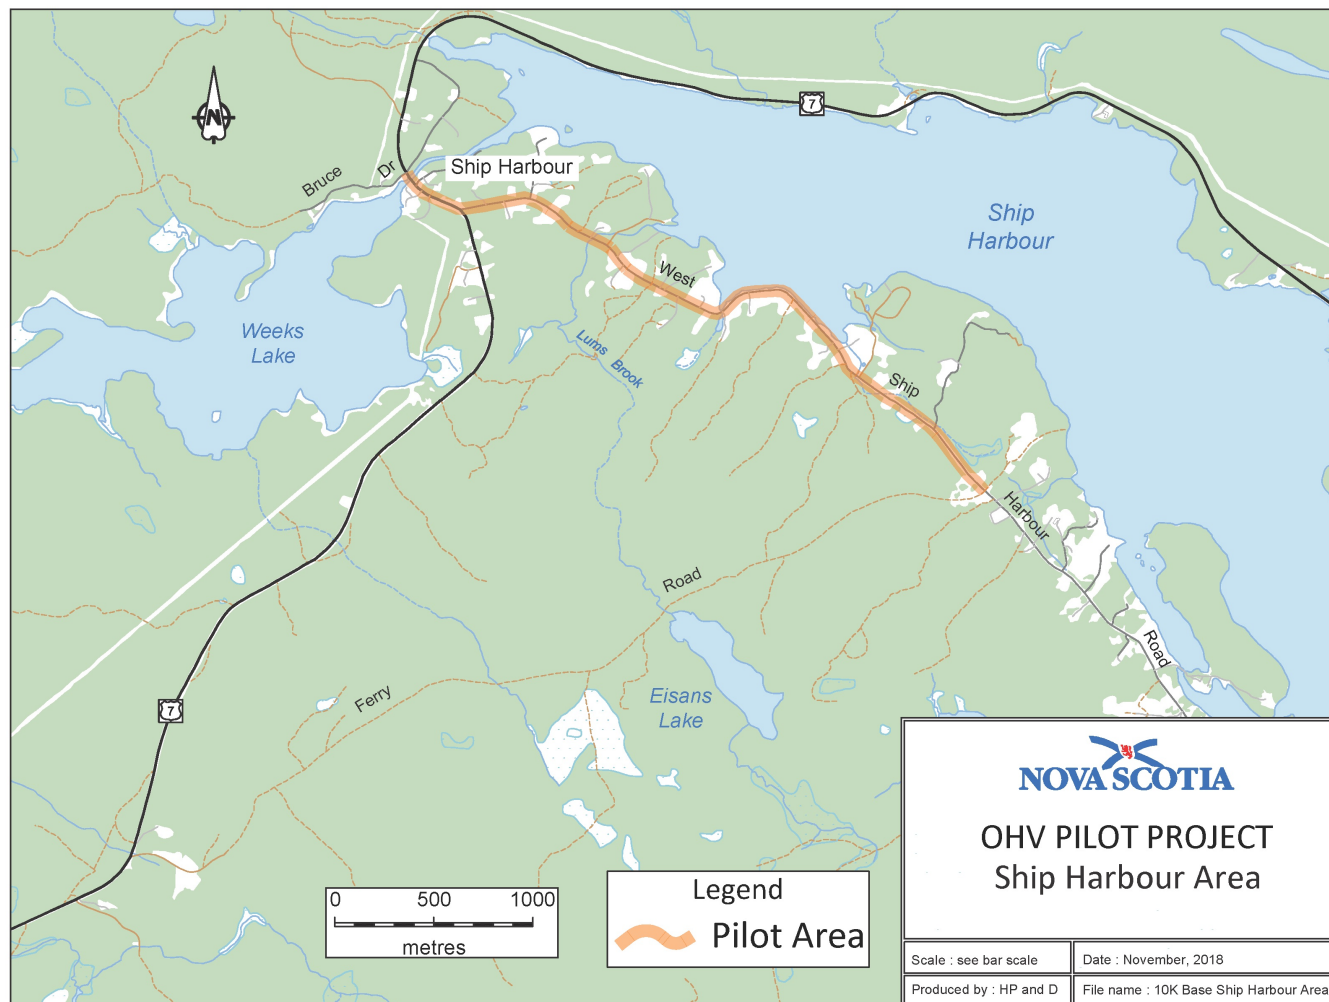 N
7
Bruce
Dr
Ship Harbour
Ship
Harbour
West
Weeks
Lake
Lums Brook
Ship
Harbour
Road
Road
Ferry
Eisans
Lake
7
NOVA SCOTIA
OHV PILOT PROJECT
Ship Harbour Area
0 500 1000
metres
Legend
Pilot Area
Scale : see bar scale
Date : November, 2018
Produced by : HP and D
File name : 10K Base Ship Harbour Area